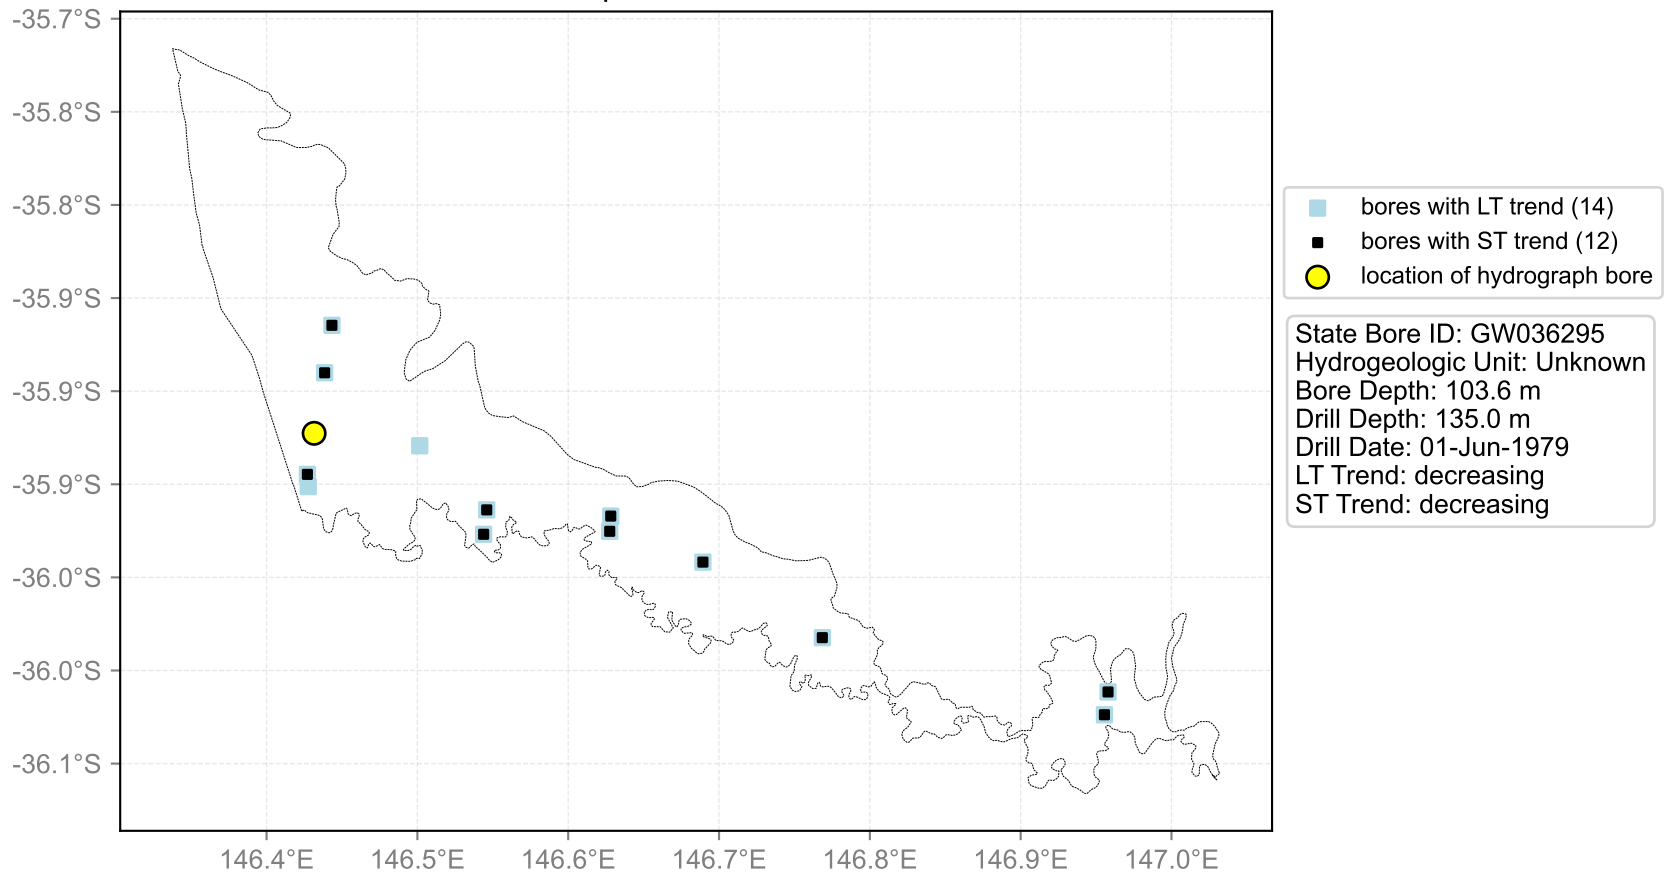 -35.7°S
-35.8°S
-35.8°S
-35.9°S
-35.9°S
-35.9°S
-36.0°S
-36.0°S
-36.1°S
146.4°E 146.5°E 146.6°E 146.7°E 146.8°E 146.9°E 147.0°E
bores with LT trend (14)
bores with ST trend (12)
location of hydrograph bore
State Bore ID: GW036295
Hydrogeologic Unit: Unknown
Bore Depth: 103.6 m
Drill Depth: 135.0 m
Drill Date: 01-Jun-1979
LT Trend: decreasing
ST Trend: decreasing